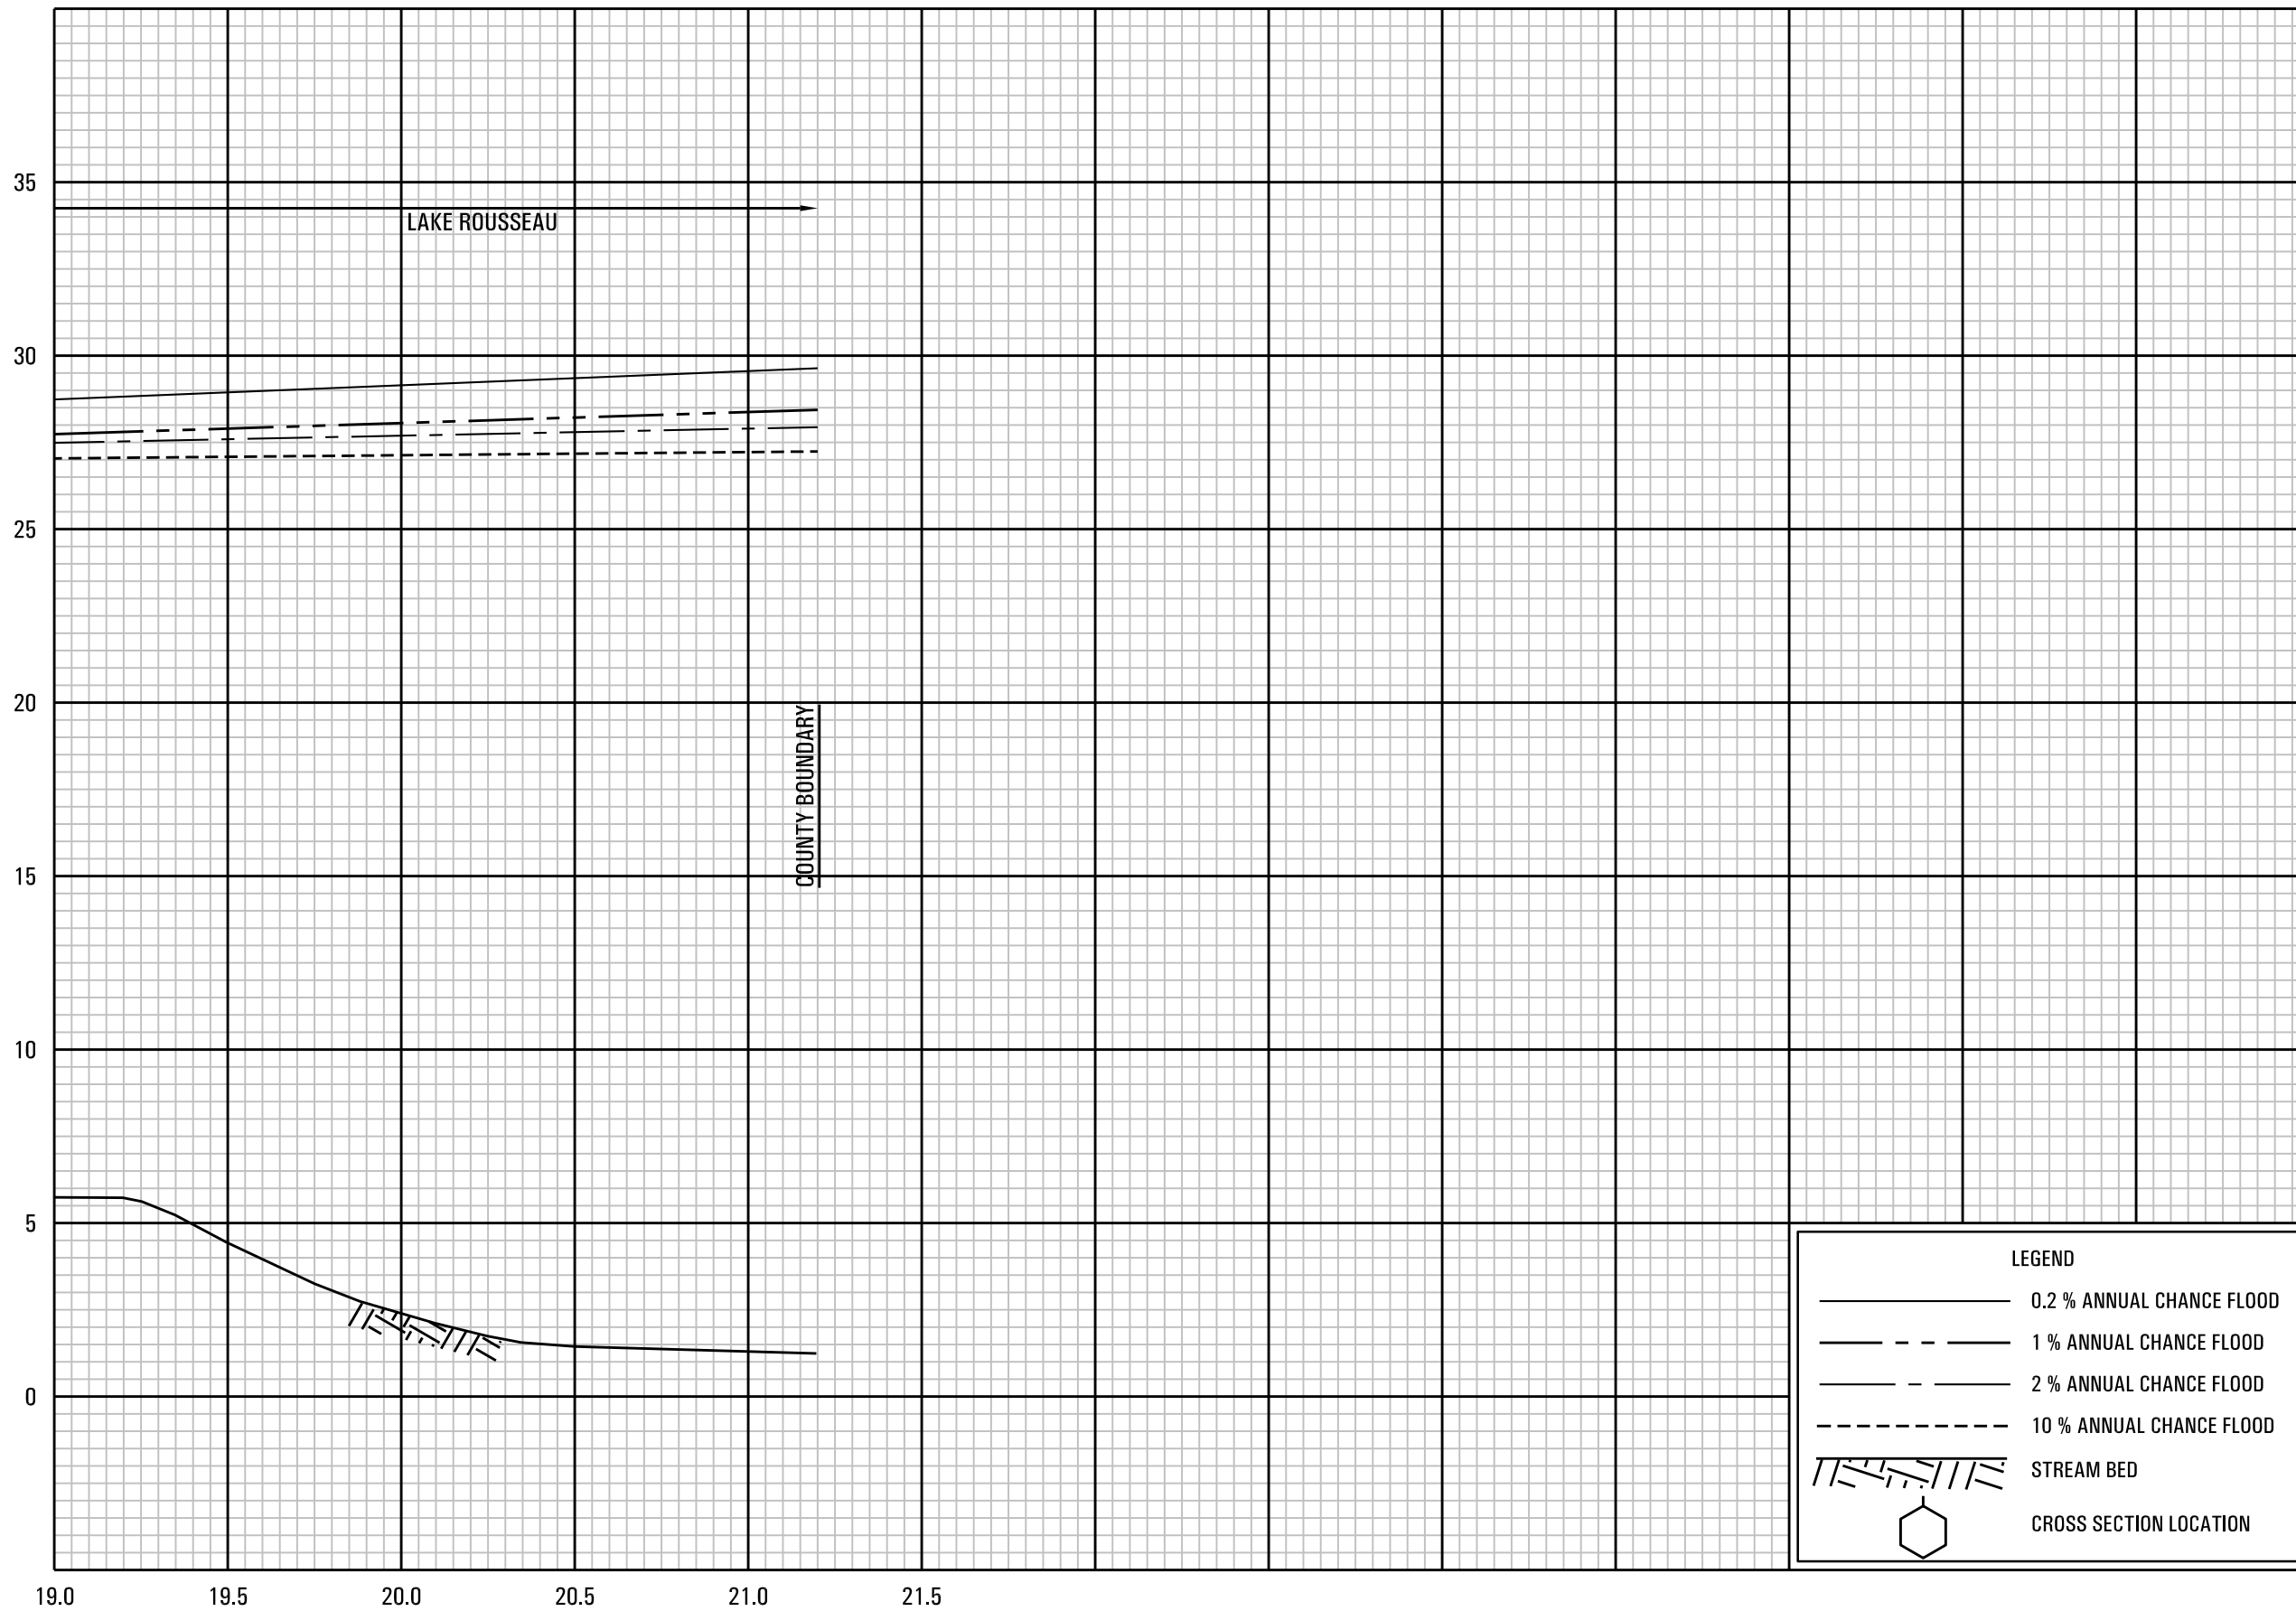 35
LAKE ROUSSEAU
30
25
20
COUNTY BOUNDARY
15
10
5
0
LEGEND
0.2 % ANNUAL CHANCE FLOOD
1 % ANNUAL CHANCE FLOOD
2 % ANNUAL CHANCE FLOOD
10 % ANNUAL CHANCE FLOOD
STREAM BED
CROSS SECTION LOCATION
19.0 19.5 20.0 20.5 21.0 21.5